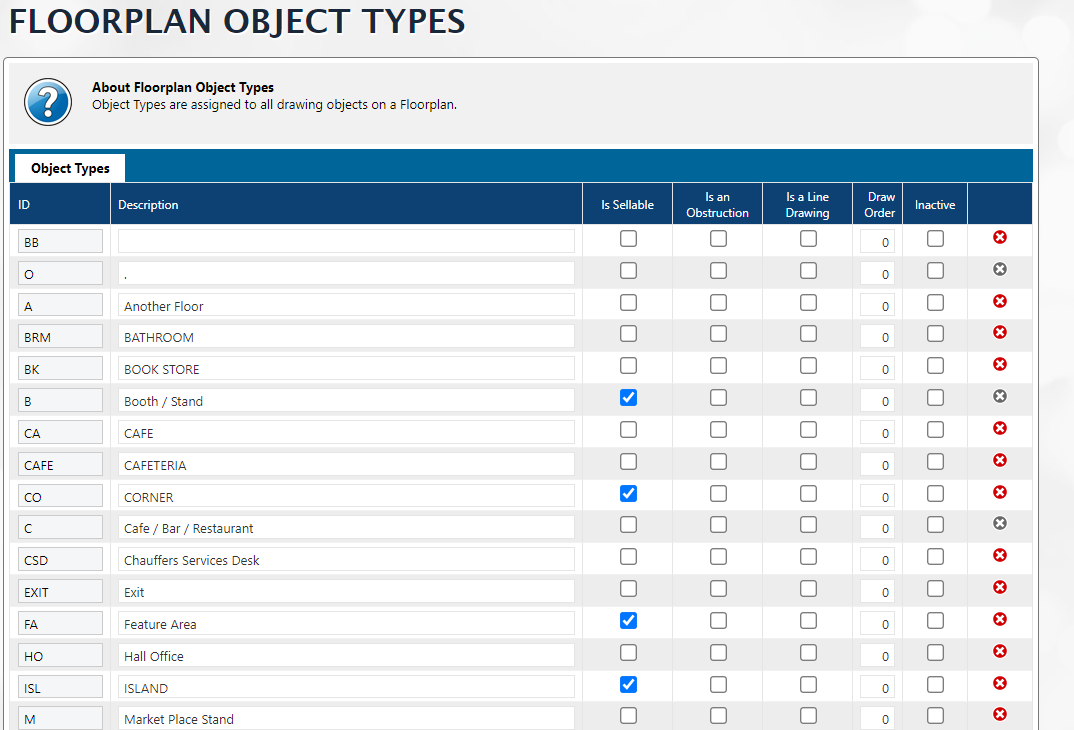 FLOORPLAN OBJECT TYPES
About Floorplan Object Types
Object Types are assigned to all drawing objects on a Floorplan.
Object Types
ID Description Is Sellable Is an Obstruction Is a Line Drawing Draw Order Inactive
BB 0
O . 0
A Another Floor 0
BRM BATHROOM 0
BK BOOK STORE 0
B Booth / Stand 0
CA CAFE 0
CAFE CAFETERIA 0
CO CORNER 0
C Cafe / Bar / Restaurant 0
CSD Chauffers Services Desk 0
EXIT Exit 0
FA Feature Area 0
HO Hall Office 0
ISL ISLAND 0
M Market Place Stand 0